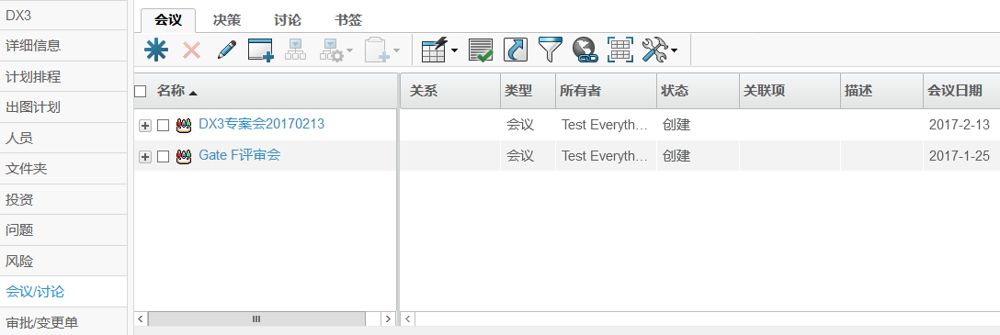 DX3
详细信息
计划排程
出图计划
人员
文件夹
投资
问题
风险
会议/讨论
审批/变更单
会议 决策 讨论 书签
名称 关系 类型 所有者 状态 关联项 描述 会议日期
DX3专案会20170213 会议 Test Everyth... 创建 2017-2-13
Gate F评审会 会议 Test Everyth... 创建 2017-1-25